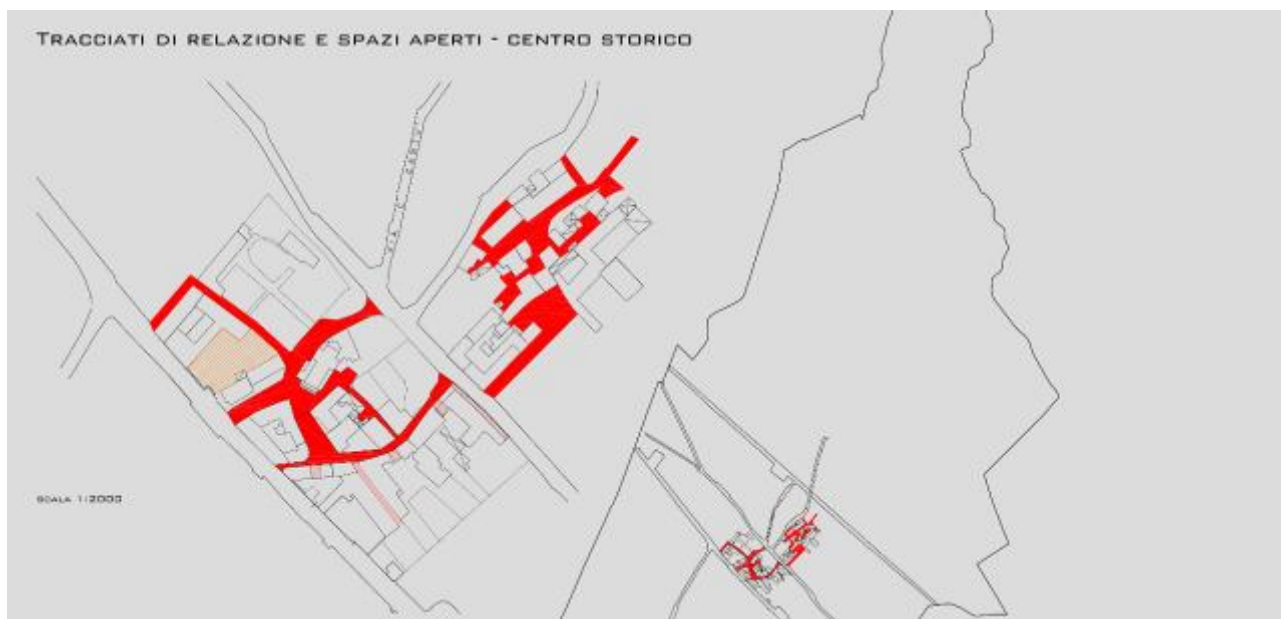 TRACCIATI DI RELAZIONE E SPAZI APERTI - CENTRO STORICO
SCALA 1:2000